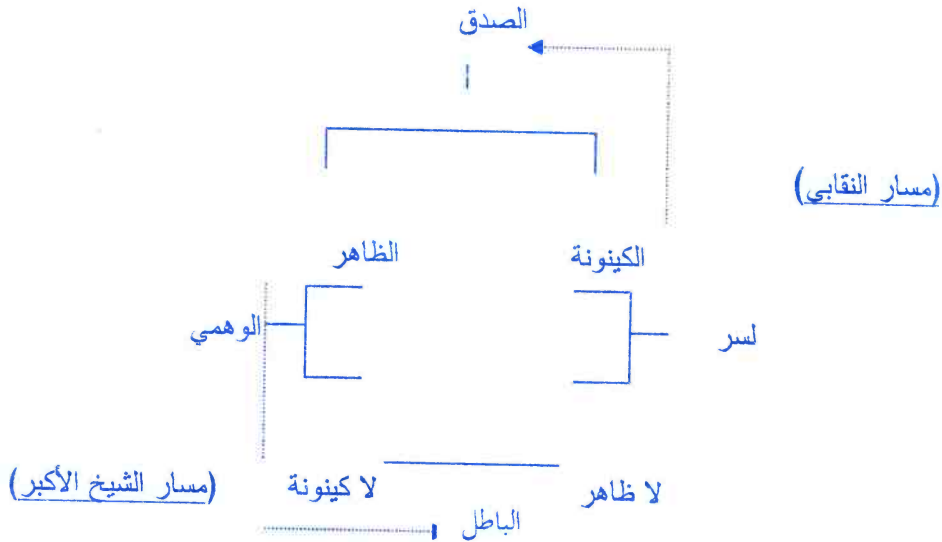 الصدق
(مسار النقابي)
الكينونة
الظاهر
لسر
الوهمي
لا ظاهر
لا كينونة
(مسار الشيخ الأكبر)
الباطل